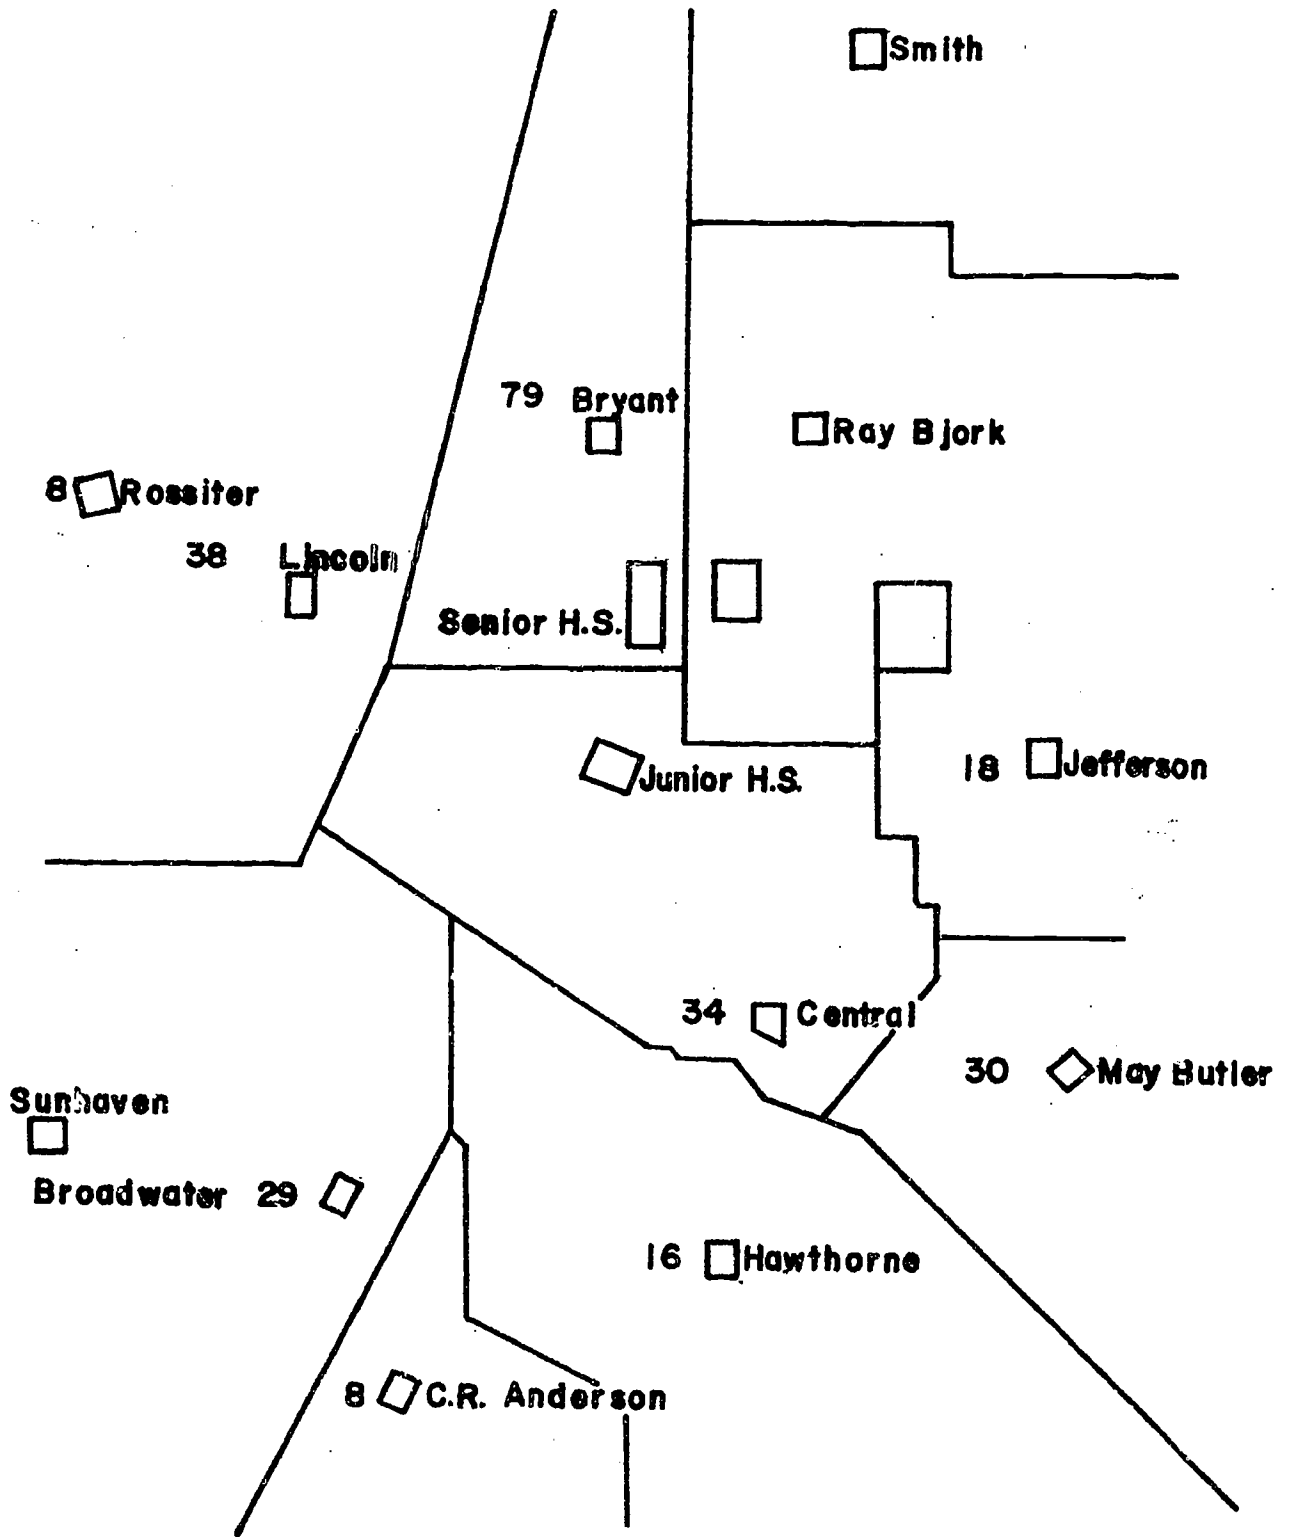 Smith
79 Bryant
Ray Bjork
8 Rossiter
38 Lincoln
Senior H.S.
18 Jefferson
Junior H.S.
34 Central
30 May Butler
Sunhaven
Broadwater 29
16 Hawthorne
8 C.R. Anderson